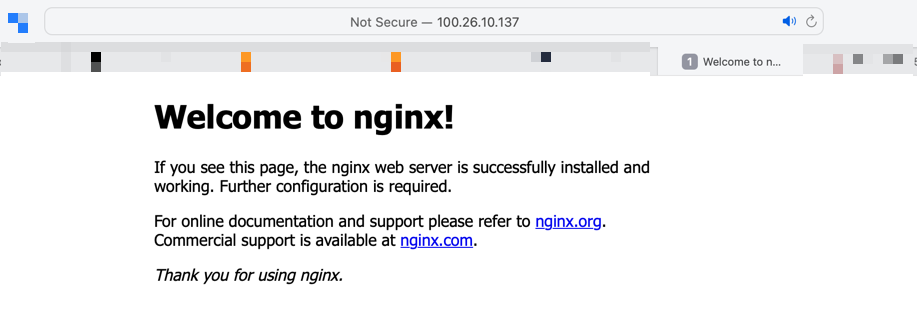 Not Secure — 100.26.10.137
1 Welcome to n...
Welcome to nginx!
If you see this page, the nginx web server is successfully installed and
working. Further configuration is required.
For online documentation and support please refer to nginx.org.
Commercial support is available at nginx.com.
Thank you for using nginx.